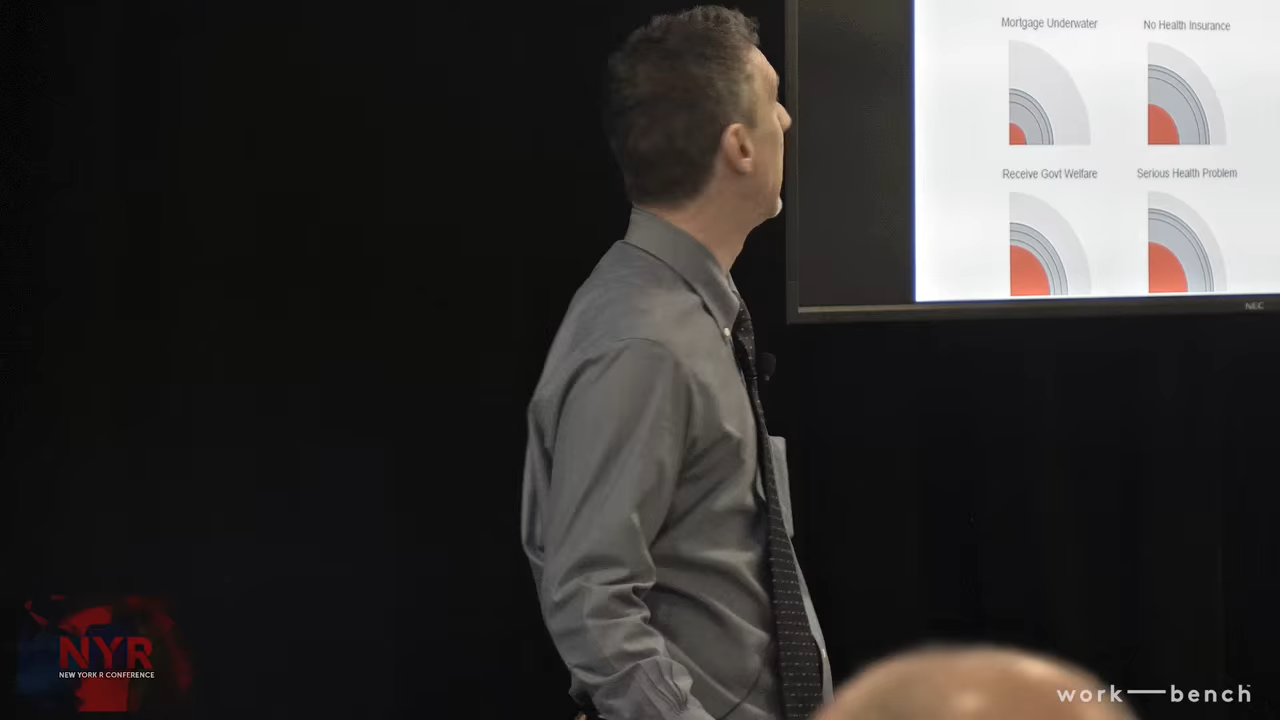 Mortgage Underwater
No Health Insurance
Receive Govt Welfare
Serious Health Problem
NEC
NYR
NEW YORK R CONFERENCE
work—bench